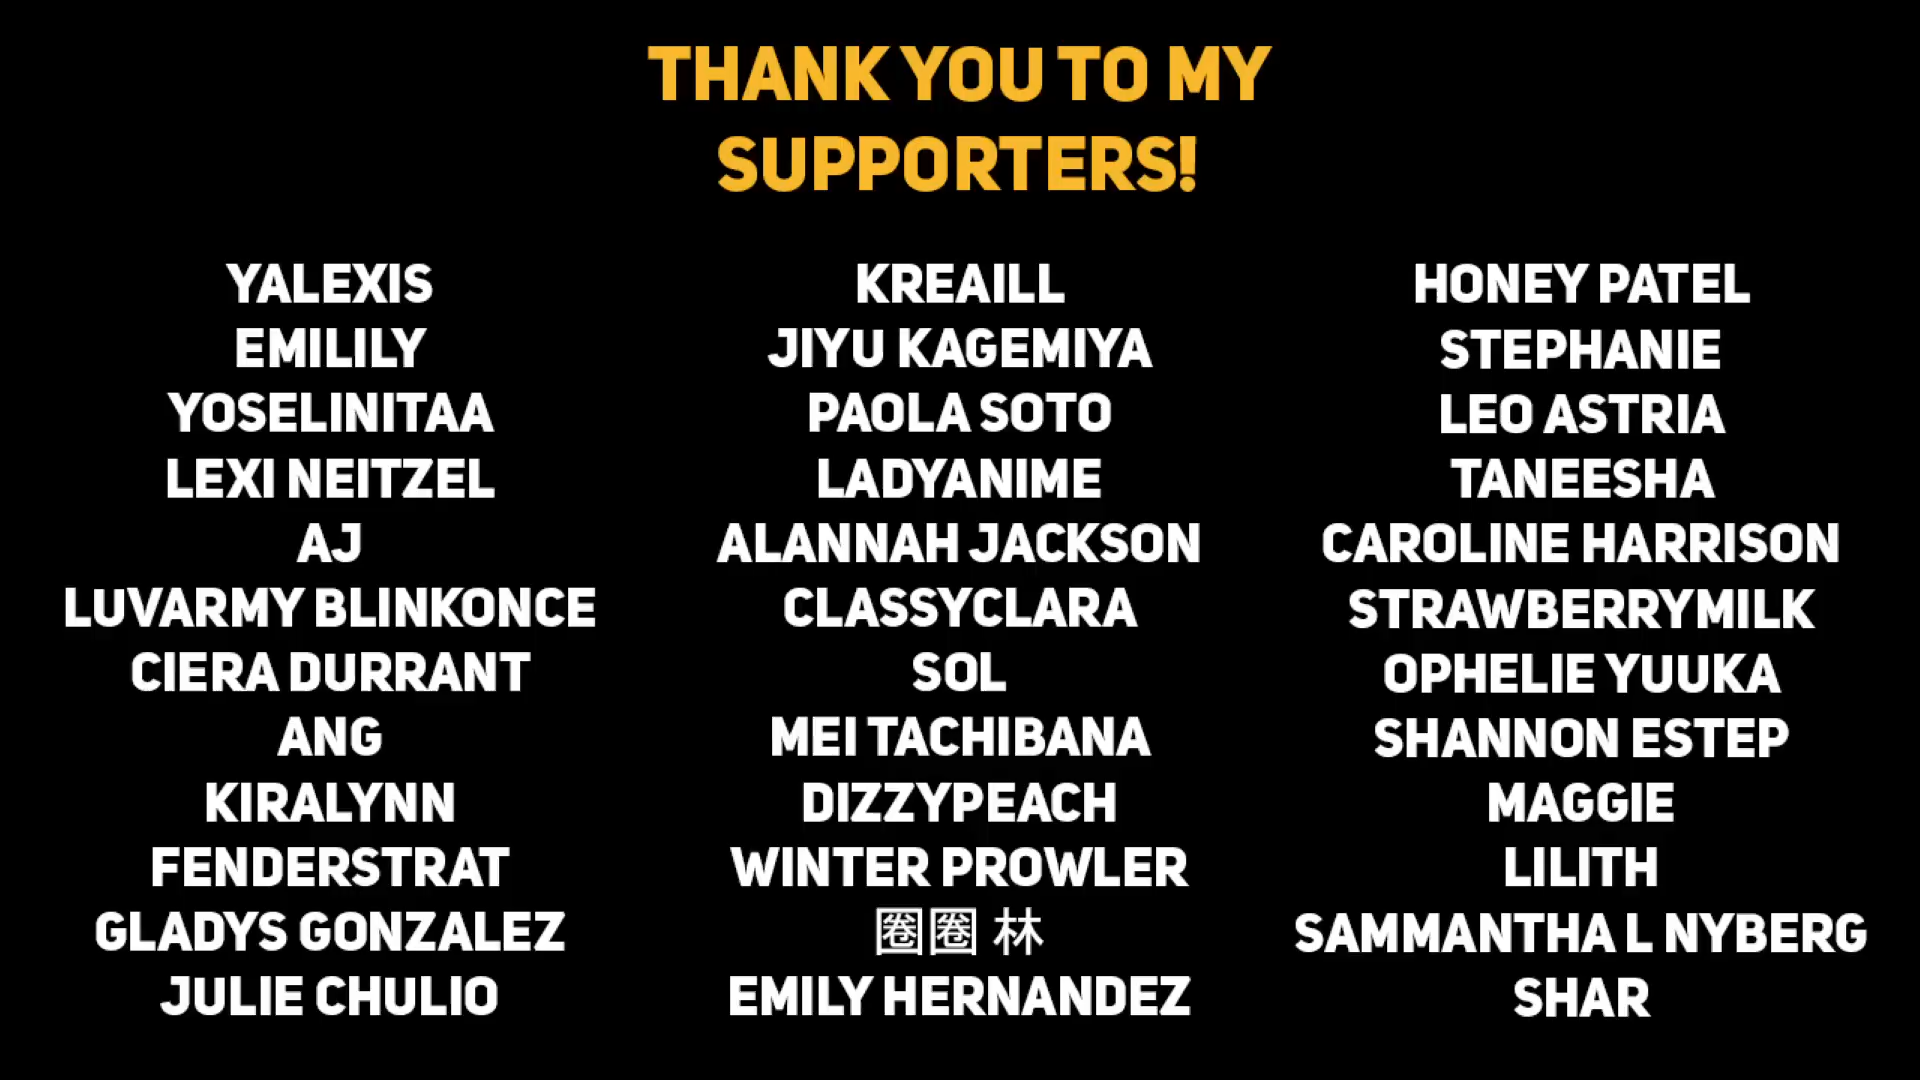 THANK YOU TO MY
SUPPORTERS!
YALEXIS
EMILILY
YOSELINITAA
LEXI NEITZEL
AJ
LUVARMY BLINKONCE
CIERA DURRANT
ANG
KIRALYNN
FENDERSTRAT
GLADYS GONZALEZ
JULIE CHULIO
KREAILL
JIYU KAGEMIYA
PAOLA SOTO
LADYANIME
ALANNAH JACKSON
CLASSYCLARA
SOL
MEI TACHIBANA
DIZZYPEACH
WINTER PROWLER
圈圈 林
EMILY HERNANDEZ
HONEY PATEL
STEPHANIE
LEO ASTRIA
TANEESHA
CAROLINE HARRISON
STRAWBERRYMILK
OPHELIE YUUKA
SHANNON ESTEP
MAGGIE
LILITH
SAMMANTHA L NYBERG
SHAR